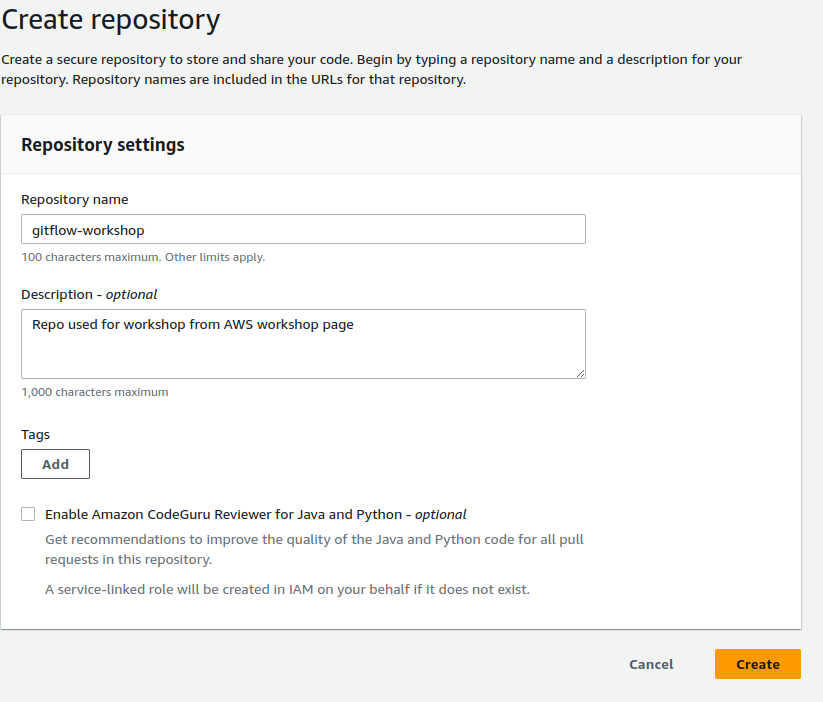 Create repository
Create a secure repository to store and share your code. Begin by typing a repository name and a description for your
repository. Repository names are included in the URLs for that repository.
Repository settings
Repository name
gitflow-workshop
100 characters maximum. Other limits apply.
Description - optional
Repo used for workshop from AWS workshop page
1,000 characters maximum
Tags
Add
Enable Amazon CodeGuru Reviewer for Java and Python - optional
Get recommendations to improve the quality of the Java and Python code for all pull
requests in this repository.
A service-linked role will be created in IAM on your behalf if it does not exist.
Cancel
Create